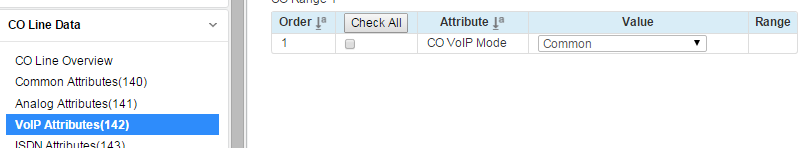 CO Range 1
CO Line Data
Order Check All Attribute Value Range
1 CO VoIP Mode Common
CO Line Overview
Common Attributes(140)
Analog Attributes(141)
VoIP Attributes(142)
ISDN Attributes(143)